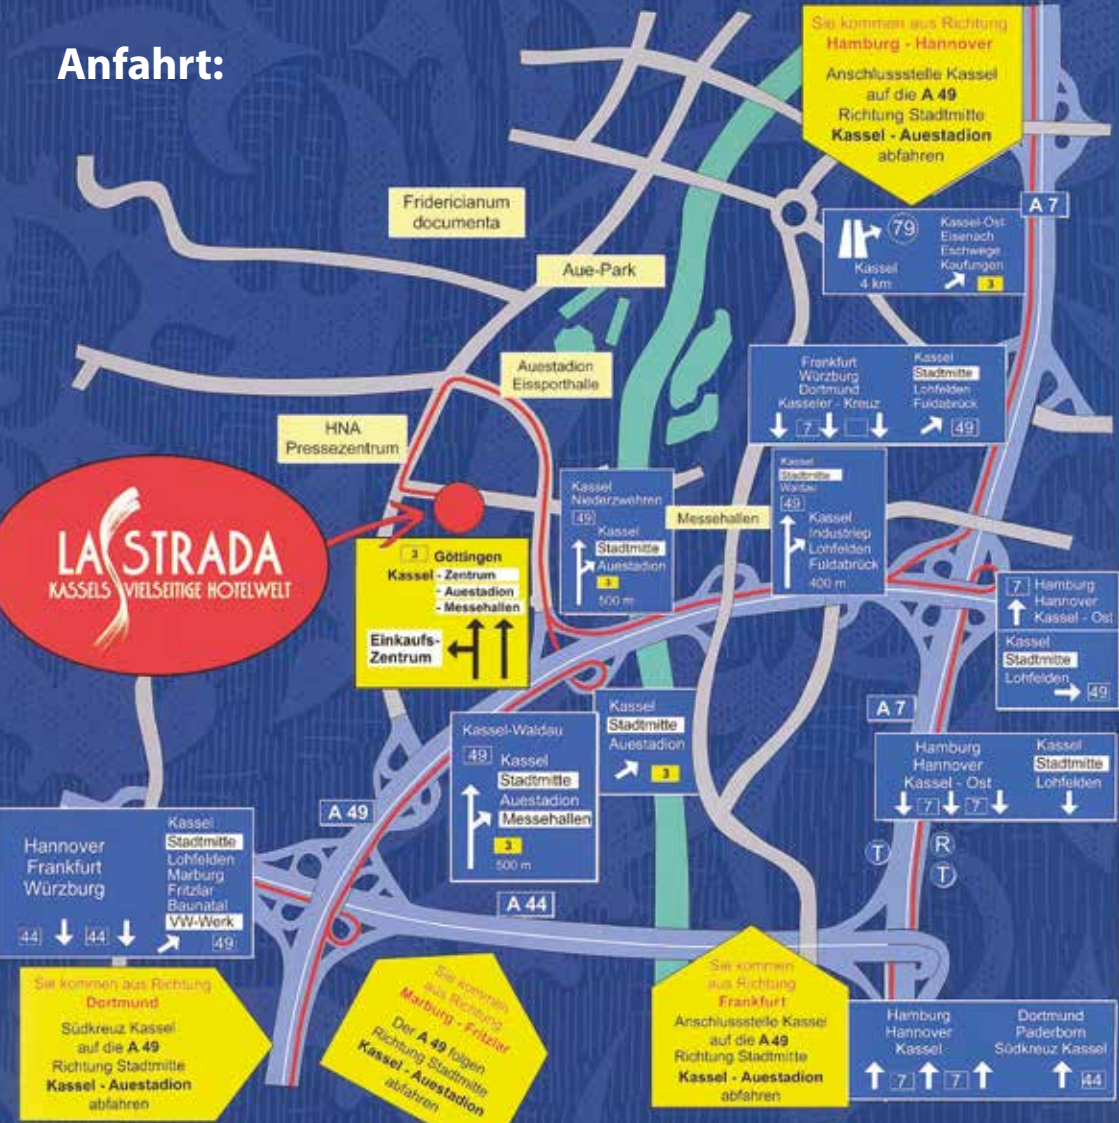 Anfahrt:
Sie kommen aus Richtung
Hamburg - Hannover
Anschlussstelle Kassel
auf die A 49
Richtung Stadtmitte
Kassel - Auestadion
abfahren
A 7
Fridericianum
documenta
79
Kassel
4 km
Kassel-Ost
Eisenach
Eschwege
Kaufungen
3
Aue-Park
Auestadion
Eissporthalle
Frankfurt
Würzburg
Dortmund
Kasseler - Kreuz
7
Kassel
Stadtmitte
Lohfelden
Fuldabrück
49
HNA
Pressezentrum
Kassel
Niederzwehren
49
Kassel
Stadtmitte
Auestadion
3
500 m
Messehallen
Kassel
Stadtmitte
Waldau
49
Kassel
Industriep
Lohfelden
Fuldabrück
400 m
LA STRADA
KASSELS VIELSEITIGE HOTELWELT
3 Göttingen
Kassel - Zentrum
- Auestadion
- Messehallen
Einkaufs-
Zentrum
7 Hamburg
Hannover
Kassel - Ost
Kassel
Stadtmitte
Lohfelden
49
Kassel
Stadtmitte
Auestadion
3
A 7
Kassel-Waldau
49
Kassel
Stadtmitte
Auestadion
Messehallen
3
500 m
Hamburg
Hannover
Kassel - Ost
7 7
Kassel
Stadtmitte
Lohfelden
A 49
Hannover
Frankfurt
Würzburg
44 44
Kassel
Stadtmitte
Lohfelden
Marburg
Fritzlar
Baunatal
VW-Werk
49
T
R
T
A 44
Sie kommen aus Richtung
Dortmund
Südkreuz Kassel
auf die A 49
Richtung Stadtmitte
Kassel - Auestadion
abfahren
Sie kommen
aus Richtung
Marburg - Fritzlar
Der A 49 folgen
Richtung Stadtmitte
Kassel - Auestadion
abfahren
Sie kommen
aus Richtung
Frankfurt
Anschlussstelle Kassel
auf die A 49
Richtung Stadtmitte
Kassel - Auestadion
abfahren
Hamburg
Hannover
Kassel
7 7
Dortmund
Paderborn
Südkreuz Kassel
44